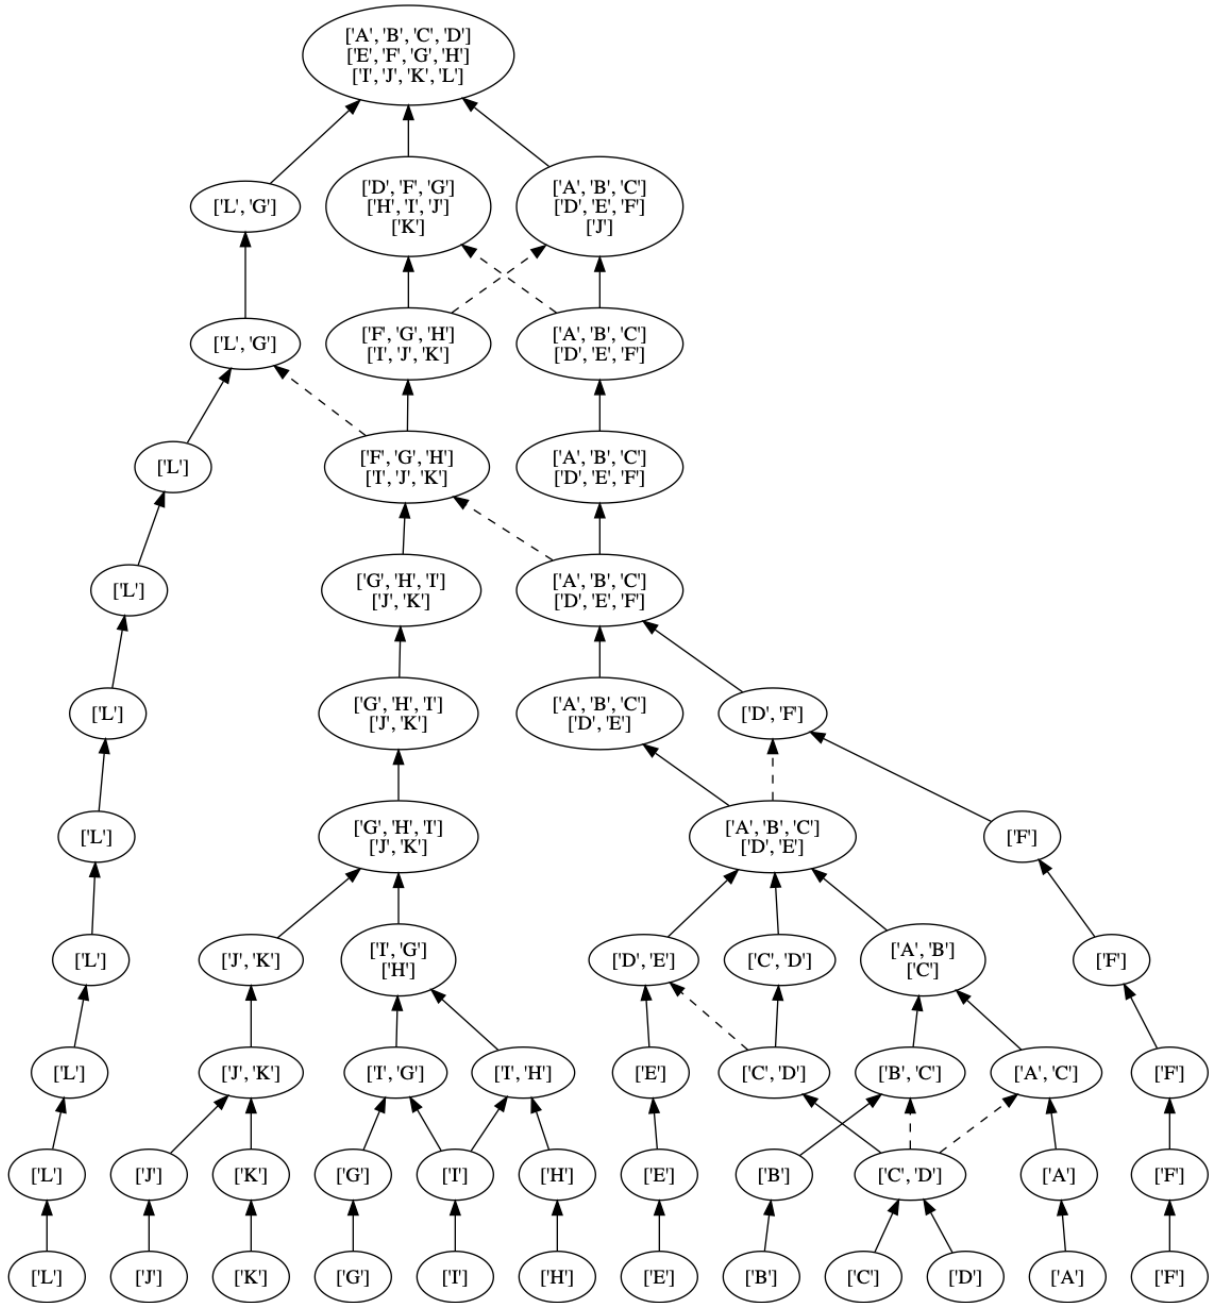 ['A', 'B', 'C', 'D']
['E', 'F', 'G', 'H']
['I', 'J', 'K', 'L']
['L', 'G']
['D', 'F', 'G']
['H', 'I', 'J']
['K']
['A', 'B', 'C']
['D', 'E', 'F']
['J']
['L', 'G']
['F', 'G', 'H']
['I', 'J', 'K']
['A', 'B', 'C']
['D', 'E', 'F']
['L']
['F', 'G', 'H']
['I', 'J', 'K']
['A', 'B', 'C']
['D', 'E', 'F']
['L']
['G', 'H', 'I']
['J', 'K']
['A', 'B', 'C']
['D', 'E', 'F']
['L']
['G', 'H', 'I']
['J', 'K']
['A', 'B', 'C']
['D', 'E']
['D', 'F']
['L']
['G', 'H', 'I']
['J', 'K']
['A', 'B', 'C']
['D', 'E']
['F']
['L']
['J', 'K']
['I', 'G']
['H']
['D', 'E']
['C', 'D']
['A', 'B']
['C']
['F']
['L']
['J', 'K']
['I', 'G']
['I', 'H']
['E']
['C', 'D']
['B', 'C']
['A', 'C']
['F']
['L']
['J']
['K']
['G']
['I']
['H']
['E']
['B']
['C', 'D']
['A']
['F']
['L']
['J']
['K']
['G']
['I']
['H']
['E']
['B']
['C']
['D']
['A']
['F']